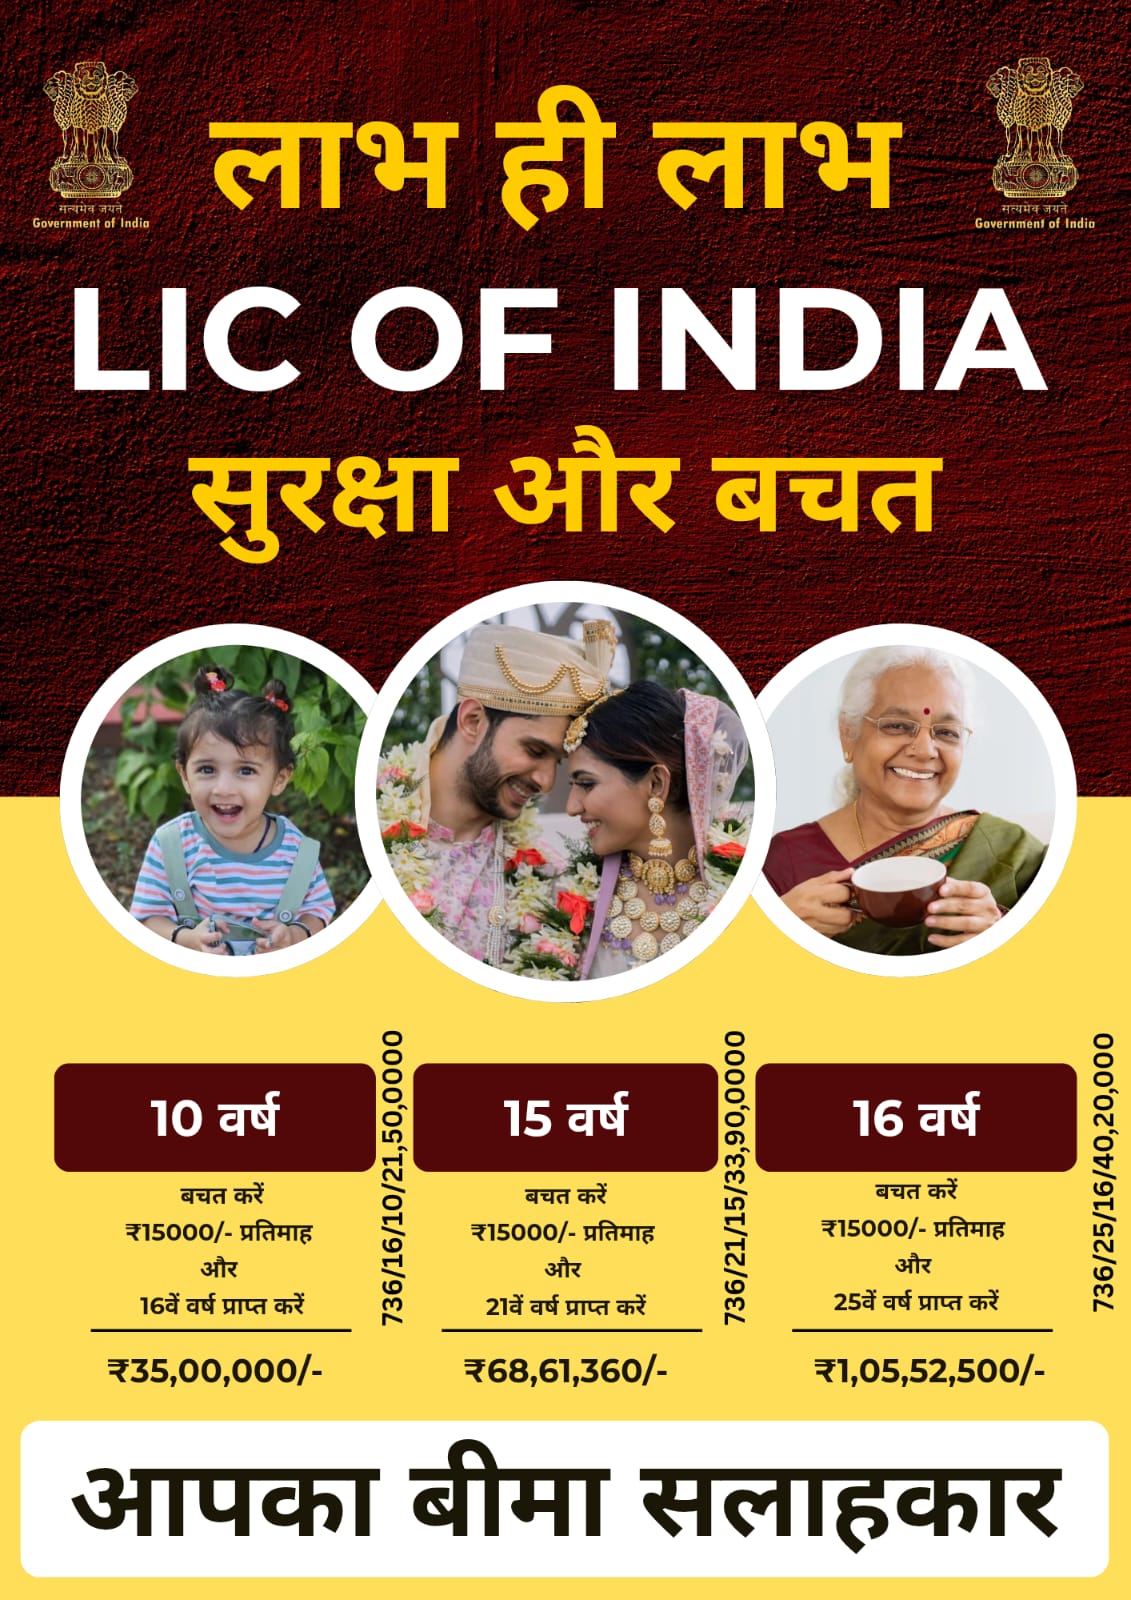 लाभ ही लाभ
सत्यमेव जयते
Government of India
सत्यमेव जयते
Government of India
LIC OF INDIA
सुरक्षा और बचत
10 वर्ष
बचत करें
₹15000/- प्रतिमाह
और
16वें वर्ष प्राप्त करें
₹35,00,000/-
736/16/10/21,50,0000
15 वर्ष
बचत करें
₹15000/- प्रतिमाह
और
21वें वर्ष प्राप्त करें
₹68,61,360/-
736/21/15/33,90,0000
16 वर्ष
बचत करें
₹15000/- प्रतिमाह
और
25वें वर्ष प्राप्त करें
₹1,05,52,500/-
736/25/16/40,20,000
आपका बीमा सलाहकार